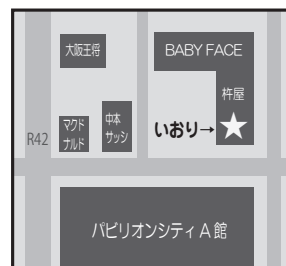 大阪王将
BABY FACE
杵屋
マクド
ナルド
中本
サッシ
いおり→★
R42
パビリオンシティA館